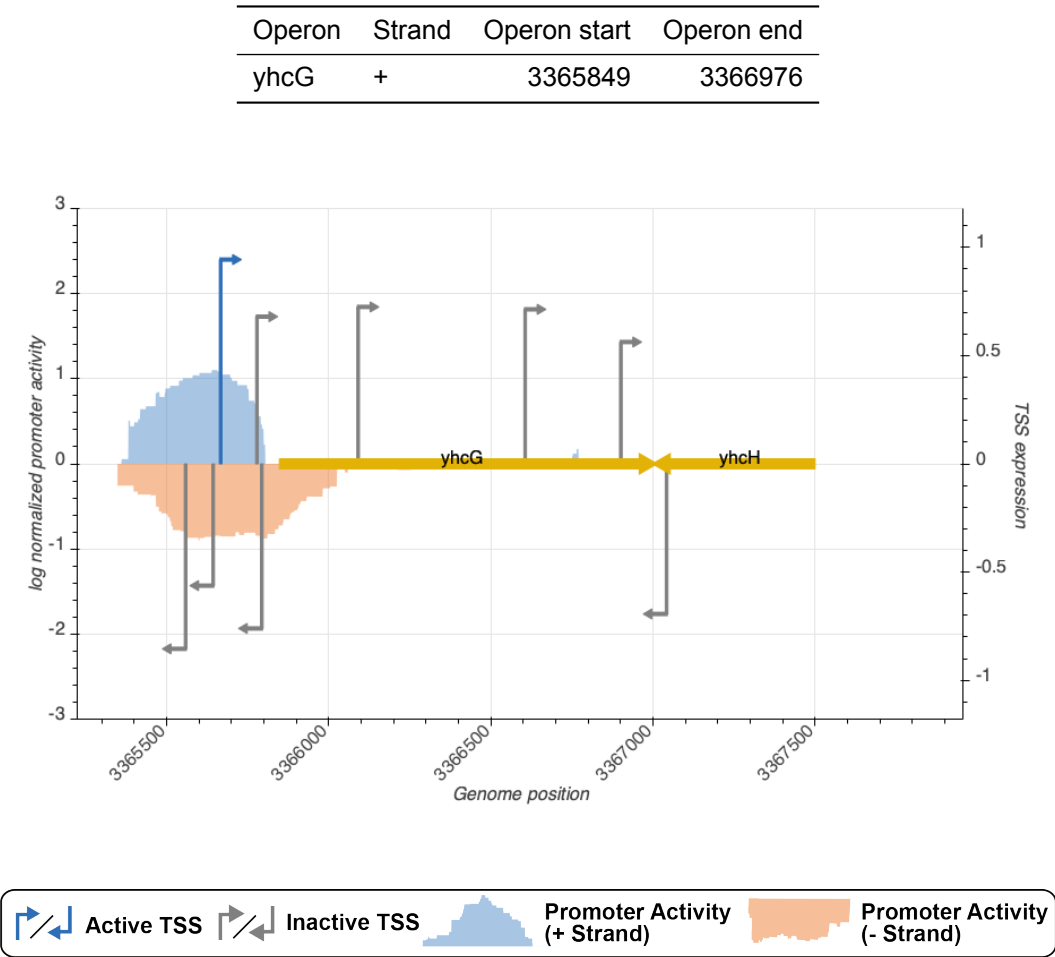 Operon Strand Operon start Operon end
yhcG + 3365849 3366976
3
2
1
0
-1
-2
-3
log normalized promoter activity
1
0.5
0
-0.5
-1
TSS expression
yhcG yhcH
3365500 3366000 3366500 3367000 3367500
Genome position
Active TSS
Inactive TSS
Promoter Activity
(+ Strand)
Promoter Activity
(- Strand)